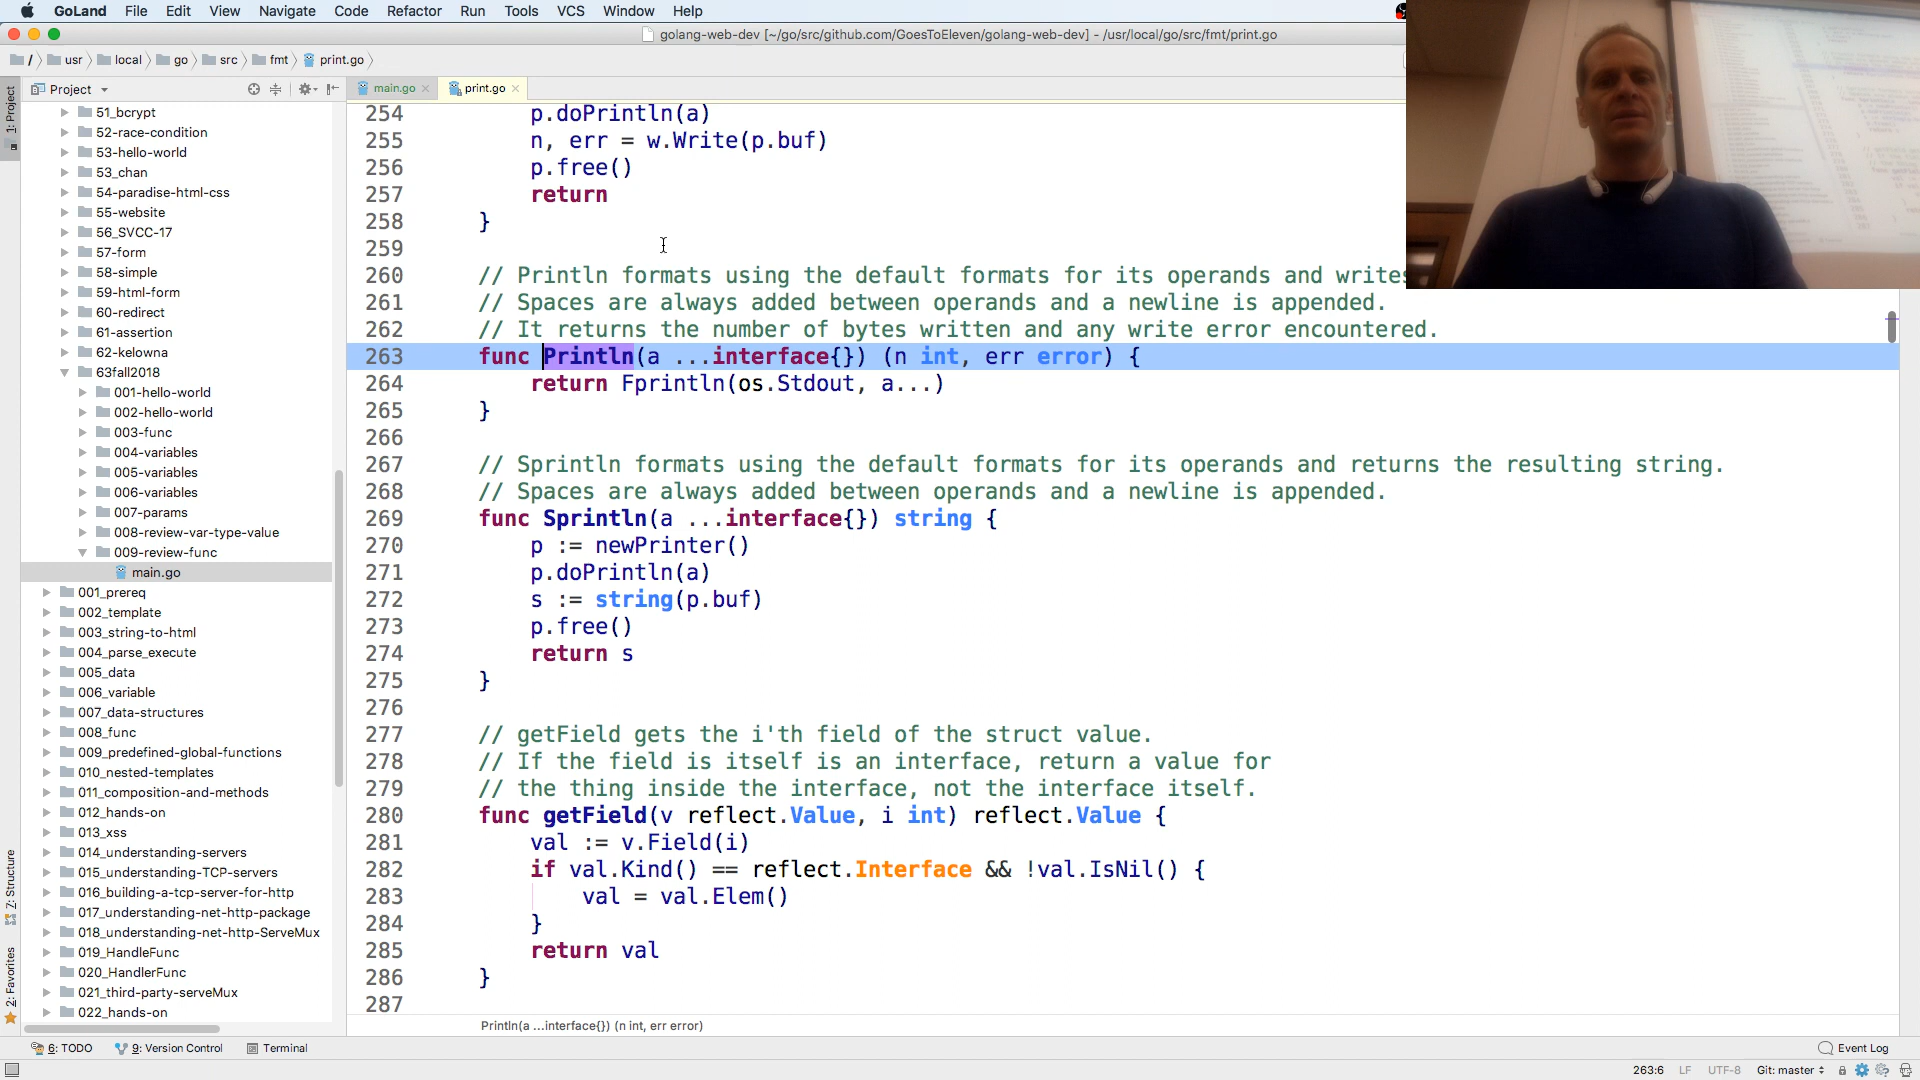 GoLand File Edit View Navigate Code Refactor Run Tools VCS Window Help
golang-web-dev [~/go/src/github.com/GoesToEleven/golang-web-dev] - /usr/local/go/src/fmt/print.go
/ usr local go src fmt print.go
1: Project
Project
main.go print.go
51_bcrypt
52-race-condition
53-hello-world
53_chan
54-paradise-html-css
55-website
56_SVCC-17
57-form
58-simple
59-html-form
60-redirect
61-assertion
62-kelowna
63fall2018
001-hello-world
002-hello-world
003-func
004-variables
005-variables
006-variables
007-params
008-review-var-type-value
009-review-func
main.go
001_prereq
002_template
003_string-to-html
004_parse_execute
005_data
006_variable
007_data-structures
008_func
009_predefined-global-functions
010_nested-templates
011_composition-and-methods
012_hands-on
013_xss
014_understanding-servers
015_understanding-TCP-servers
016_building-a-tcp-server-for-http
017_understanding-net-http-package
018_understanding-net-http-ServeMux
019_HandleFunc
020_HandlerFunc
021_third-party-serveMux
022_hands-on
7: Structure
2: Favorites
254 p.doPrintln(a)
255 n, err = w.Write(p.buf)
256 p.free()
257 return
258 }
259
260 // Println formats using the default formats for its operands and writes
261 // Spaces are always added between operands and a newline is appended.
262 // It returns the number of bytes written and any write error encountered.
263 func Println(a ...interface{}) (n int, err error) {
264 return Fprintln(os.Stdout, a...)
265 }
266
267 // Sprintln formats using the default formats for its operands and returns the resulting string.
268 // Spaces are always added between operands and a newline is appended.
269 func Sprintln(a ...interface{}) string {
270 p := newPrinter()
271 p.doPrintln(a)
272 s := string(p.buf)
273 p.free()
274 return s
275 }
276
277 // getField gets the i'th field of the struct value.
278 // If the field is itself is an interface, return a value for
279 // the thing inside the interface, not the interface itself.
280 func getField(v reflect.Value, i int) reflect.Value {
281 val := v.Field(i)
282 if val.Kind() == reflect.Interface && !val.IsNil() {
283 val = val.Elem()
284 }
285 return val
286 }
287
Println(a ...interface{}) (n int, err error)
6: TODO 9: Version Control Terminal Event Log
263:6 LF UTF-8 Git: master